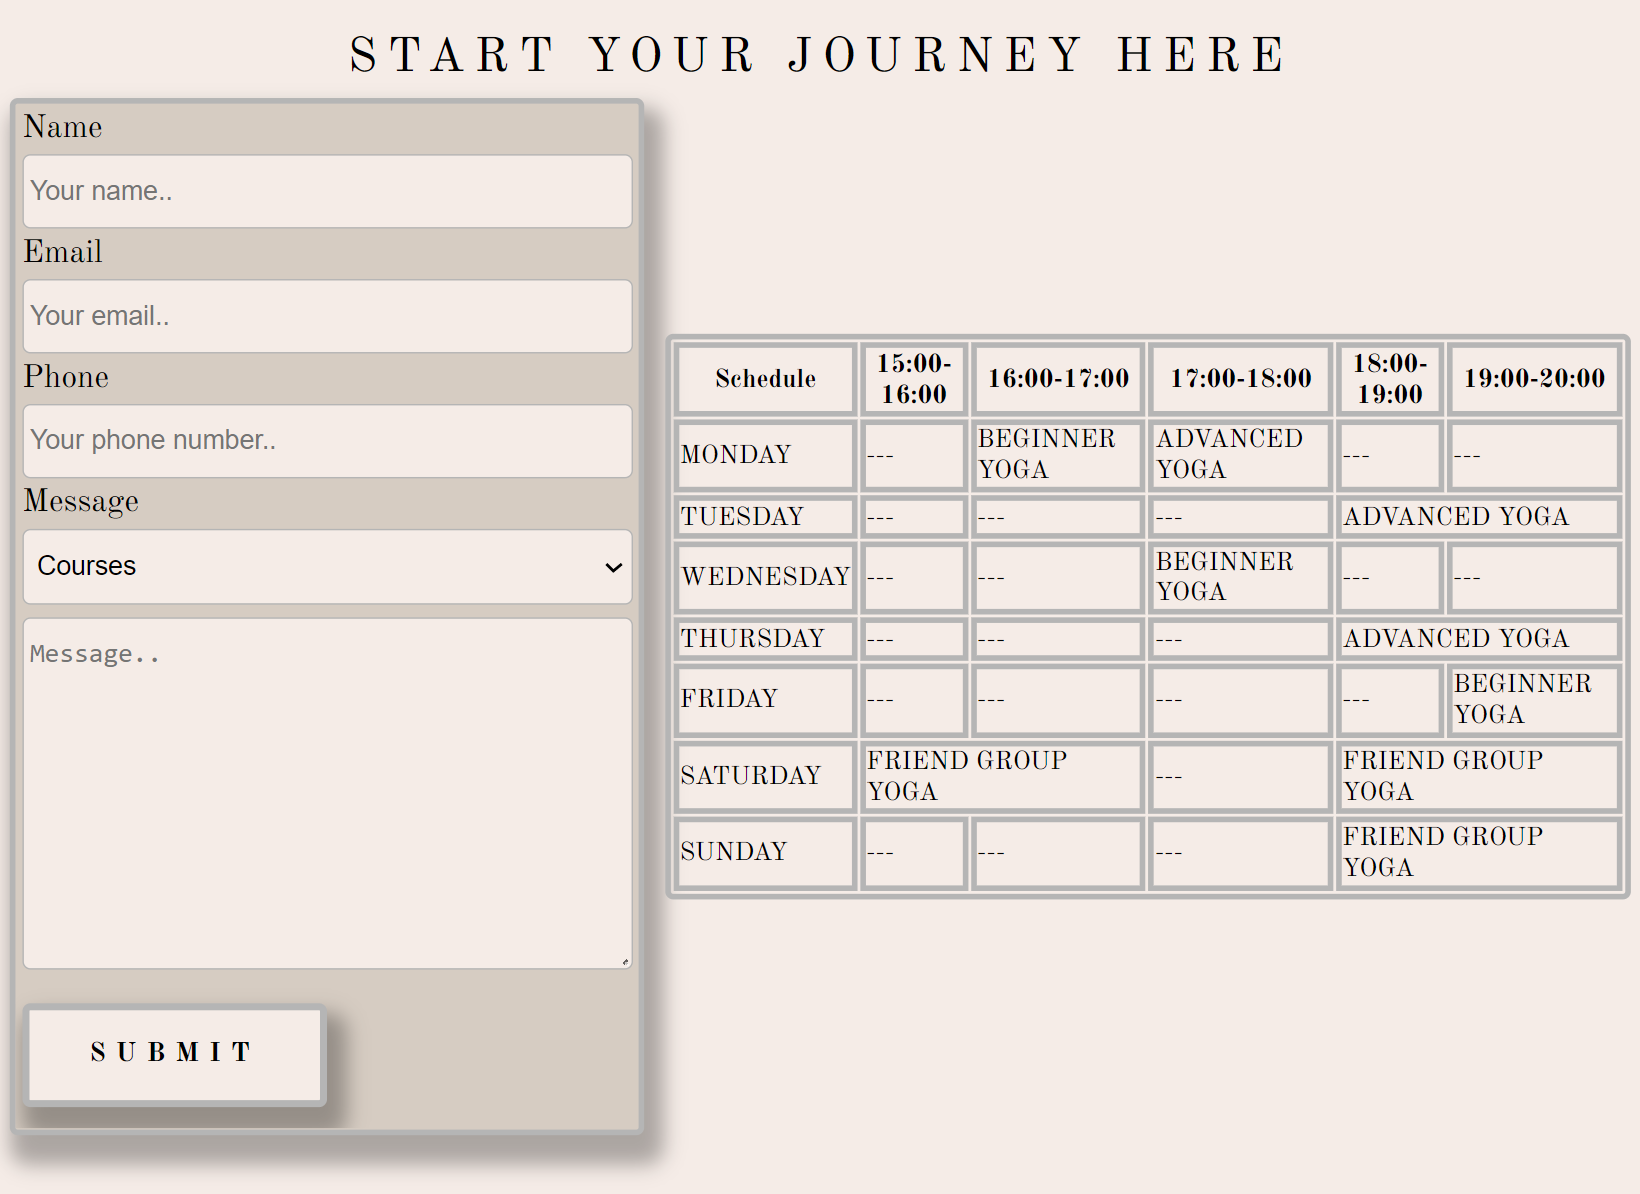 START YOUR JOURNEY HERE
Name
Your name..
Email
Your email..
Phone
Your phone number..
Message
Courses
Message..
SUBMIT
Schedule 15:00-16:00 16:00-17:00 17:00-18:00 18:00-19:00 19:00-20:00
MONDAY --- BEGINNER YOGA ADVANCED YOGA --- ---
TUESDAY --- --- --- ADVANCED YOGA
WEDNESDAY --- --- BEGINNER YOGA --- ---
THURSDAY --- --- --- ADVANCED YOGA
FRIDAY --- --- --- --- BEGINNER YOGA
SATURDAY FRIEND GROUP YOGA --- FRIEND GROUP YOGA
SUNDAY --- --- --- FRIEND GROUP YOGA